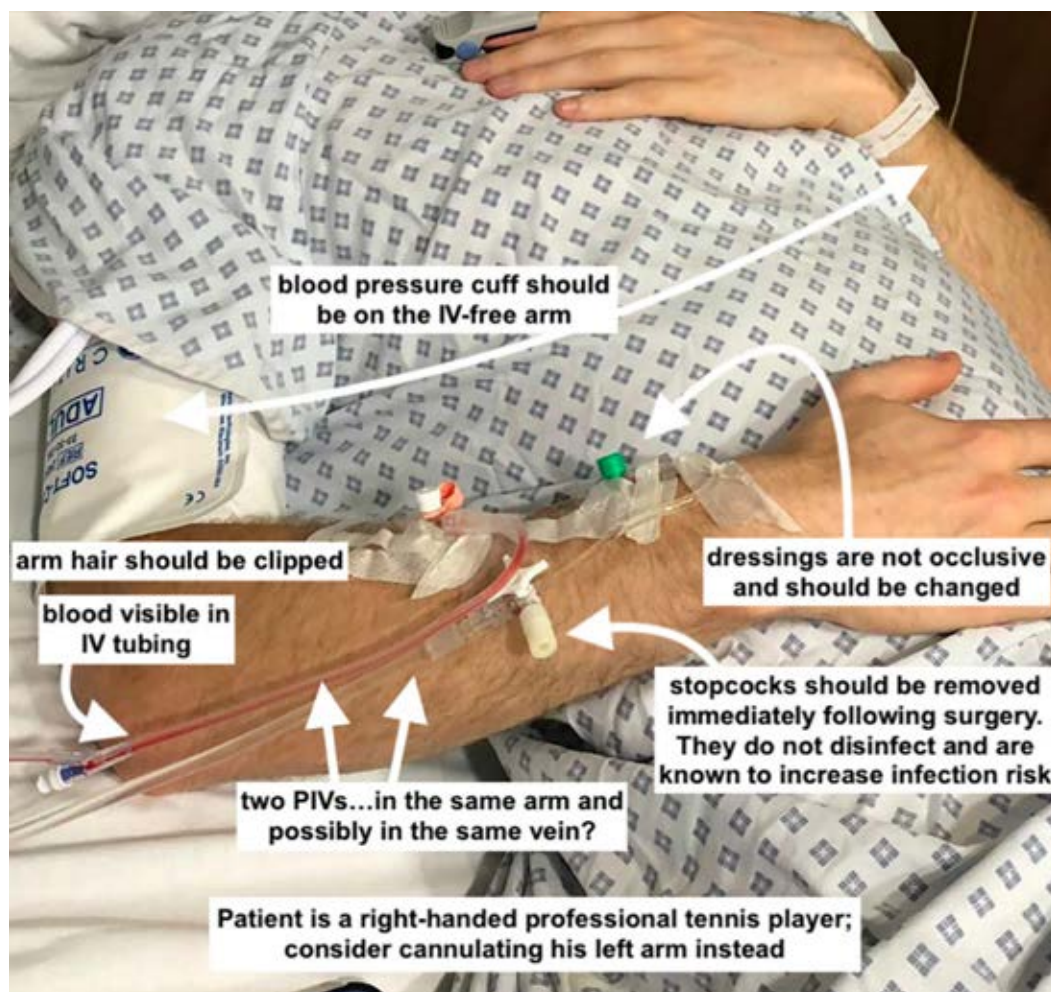 blood pressure cuff should
be on the IV-free arm
ADUL
SOFT-C
arm hair should be clipped
dressings are not occlusive
and should be changed
blood visible in
IV tubing
stopcocks should be removed
immediately following surgery.
They do not disinfect and are
known to increase infection risk
two PIVs...in the same arm and
possibly in the same vein?
Patient is a right-handed professional tennis player;
consider cannulating his left arm instead